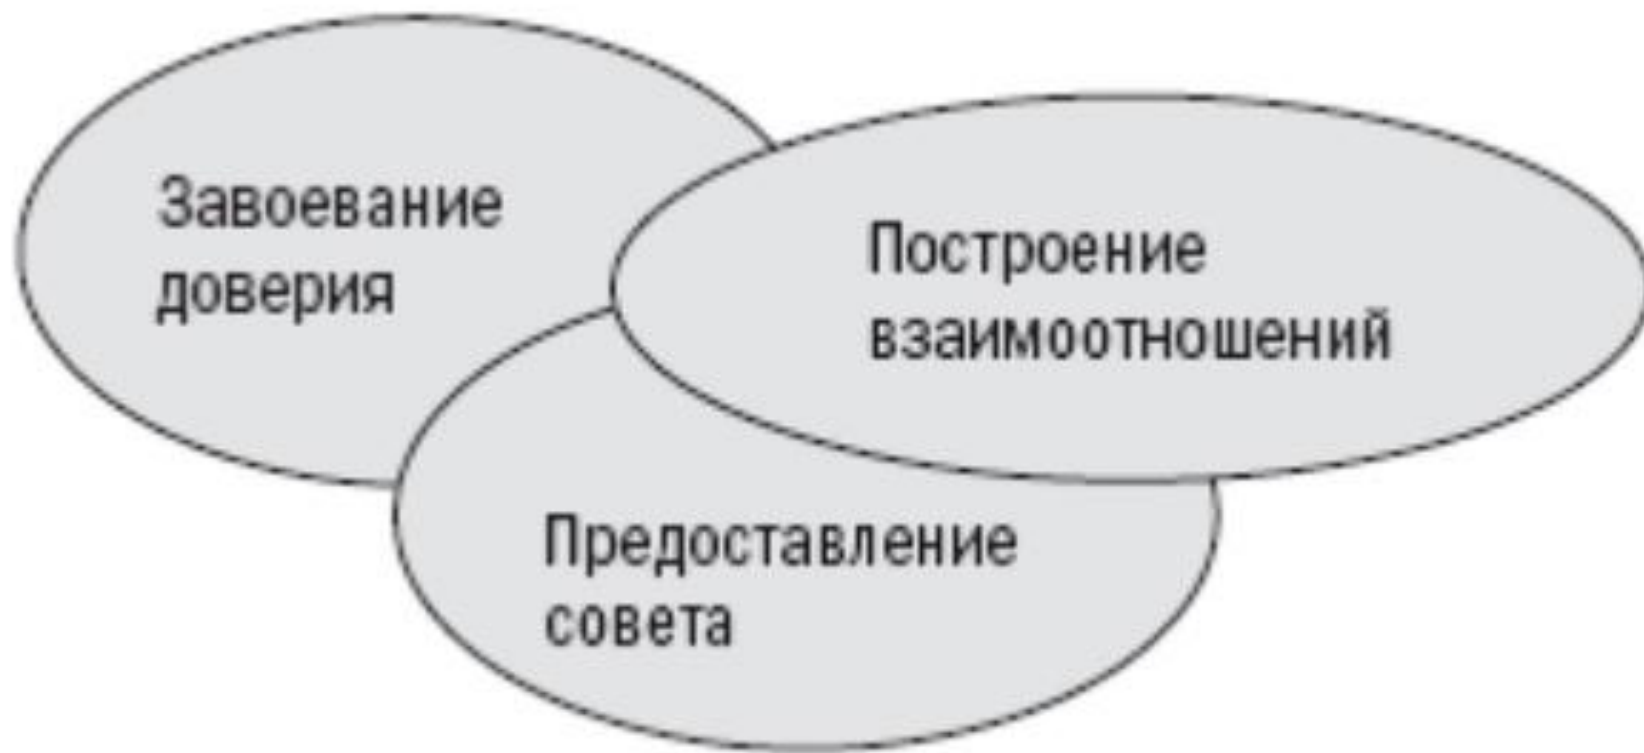 Завоевание
доверия
Построение
взаимоотношений
Предоставление
совета